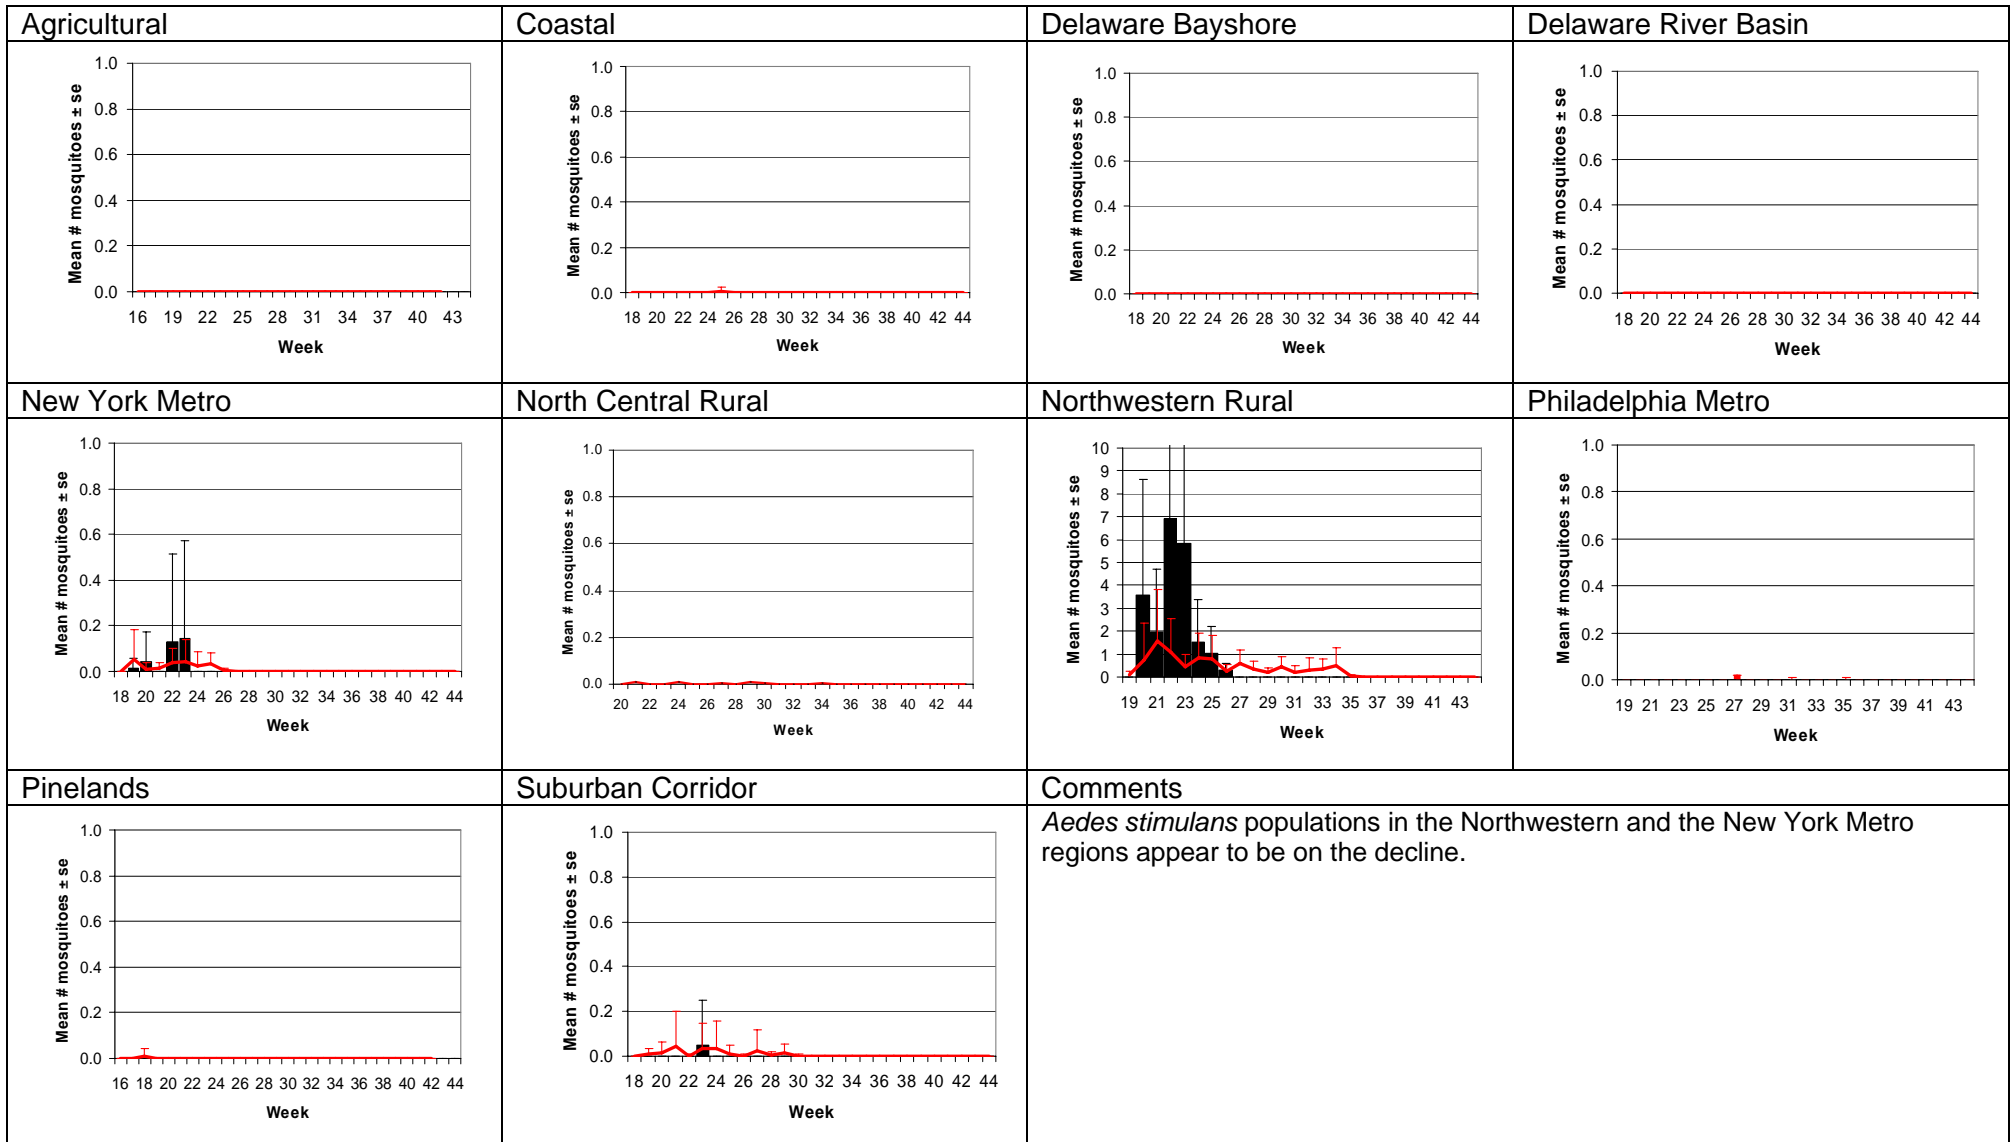 Agricultural
Coastal
Delaware Bayshore
Delaware River Basin
Mean # mosquitoes ± se
1.0
0.8
0.6
0.4
0.2
0.0
16 19 22 25 28 31 34 37 40 43
Week
Mean # mosquitoes ± se
1.0
0.8
0.6
0.4
0.2
0.0
18 20 22 24 26 28 30 32 34 36 38 40 42 44
Week
Mean # mosquitoes ± se
1.0
0.8
0.6
0.4
0.2
0.0
18 20 22 24 26 28 30 32 34 36 38 40 42 44
Week
Mean # mosquitoes ± se
1.0
0.8
0.6
0.4
0.2
0.0
18 20 22 24 26 28 30 32 34 36 38 40 42 44
Week
New York Metro
North Central Rural
Northwestern Rural
Philadelphia Metro
Mean # mosquitoes ± se
1.0
0.8
0.6
0.4
0.2
0.0
18 20 22 24 26 28 30 32 34 36 38 40 42 44
Week
Mean # mosquitoes ± se
1.0
0.8
0.6
0.4
0.2
0.0
20 22 24 26 28 30 32 34 36 38 40 42 44
Week
Mean # mosquitoes ± se
10
9
8
7
6
5
4
3
2
1
0
19 21 23 25 27 29 31 33 35 37 39 41 43
Week
Mean # mosquitoes ± se
1.0
0.8
0.6
0.4
0.2
0.0
19 21 23 25 27 29 31 33 35 37 39 41 43
Week
Pinelands
Suburban Corridor
Comments
Mean # mosquitoes ± se
1.0
0.8
0.6
0.4
0.2
0.0
16 18 20 22 24 26 28 30 32 34 36 38 40 42 44
Week
Mean # mosquitoes ± se
1.0
0.8
0.6
0.4
0.2
0.0
18 20 22 24 26 28 30 32 34 36 38 40 42 44
Week
Aedes stimulans populations in the Northwestern and the New York Metro
regions appear to be on the decline.